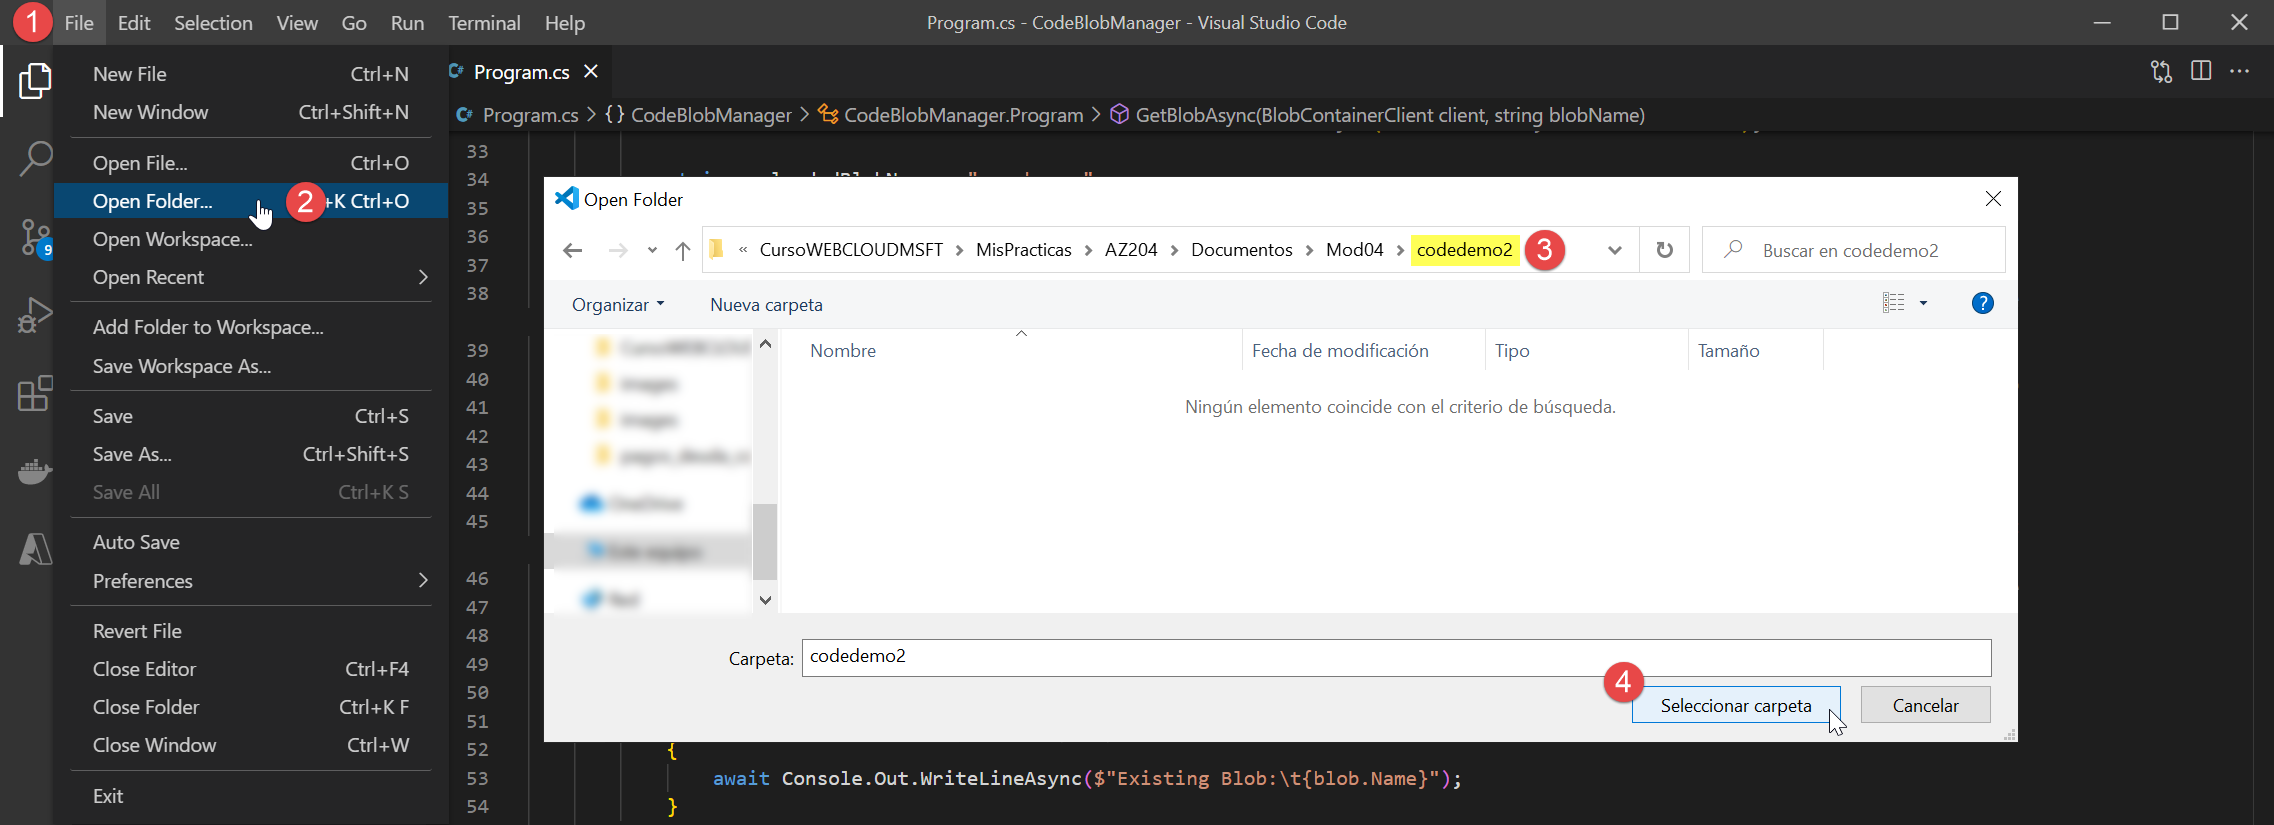 1 File Edit Selection View Go Run Terminal Help Program.cs - CodeBlobManager - Visual Studio Code
New File Ctrl+N
New Window Ctrl+Shift+N
Open File... Ctrl+O
Open Folder... 2 +K Ctrl+O
Open Workspace...
9
Open Recent
Add Folder to Workspace...
Save Workspace As...
Save Ctrl+S
Save As... Ctrl+Shift+S
Save All Ctrl+K S
Auto Save
Preferences
Revert File
Close Editor Ctrl+F4
Close Folder Ctrl+K F
Close Window Ctrl+W
Exit
Program.cs
Program.cs > {} CodeBlobManager > CodeBlobManager.Program > GetBlobAsync(BlobContainerClient client, string blobName)
33
34
35
36
37
38
39
40
41
42
43
44
45
46
47
48
49
50
51
52 {
53 await Console.Out.WriteLineAsync($"Existing Blob:\t{blob.Name}");
54 }
Open Folder
« CursoWEBCLOUDMSFT > MisPracticas > AZ204 > Documentos > Mod04 > codedemo2 3
Buscar en codedemo2
Organizar Nueva carpeta ?
Nombre Fecha de modificación Tipo Tamaño
Ningún elemento coincide con el criterio de búsqueda.
images
images
OneDrive
Este equipo
Red
Carpeta: codedemo2
4 Seleccionar carpeta Cancelar